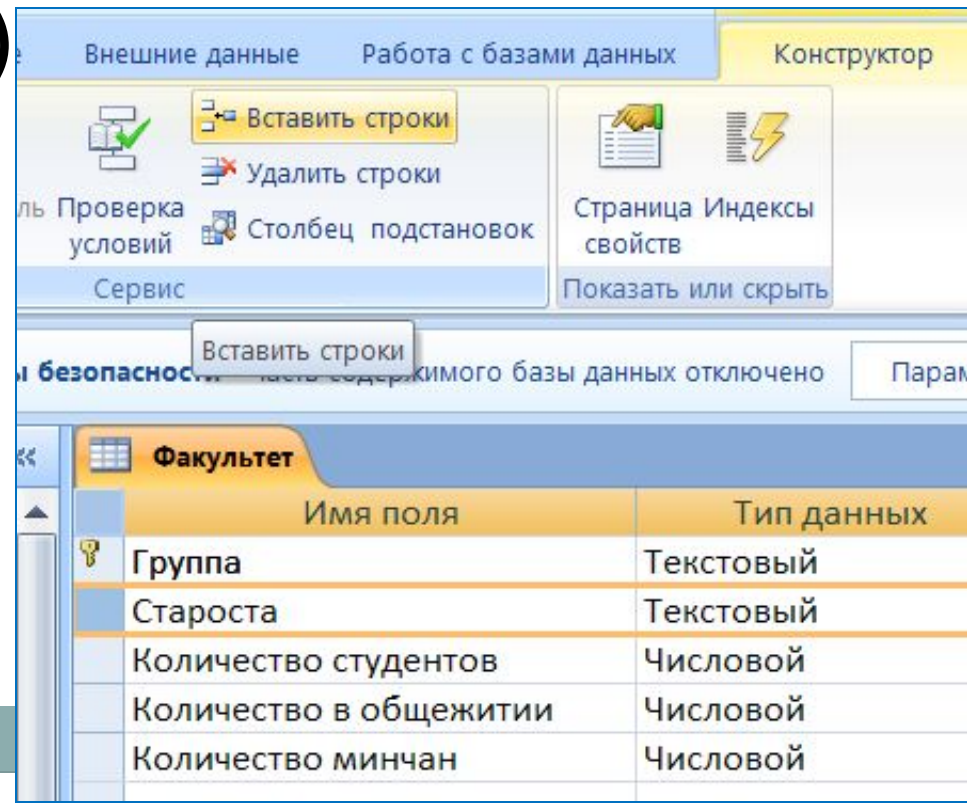 Внешние данные Работа с базами данных Конструктор
Вставить строки
Удалить строки
Столбец подстановок
Проверка условий
Страница свойств
Индексы
Сервис Показать или скрыть
Вставить строки
содержимого базы данных отключено
Факультет
Имя поля Тип данных
Группа Текстовый
Староста Текстовый
Количество студентов Числовой
Количество в общежитии Числовой
Количество минчан Числовой